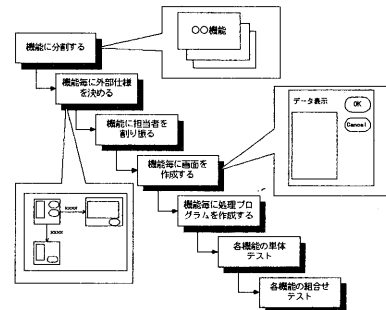 機能に分割する
〇〇機能
機能毎に外部仕様
を決める
機能に担当者を
割り振る
機能毎に画面を
作成する
データ表示
OK
Cancel
xxxx
xxxx
機能毎に処理プロ
グラムを作成する
各機能の単体
テスト
各機能の組合せ
テスト